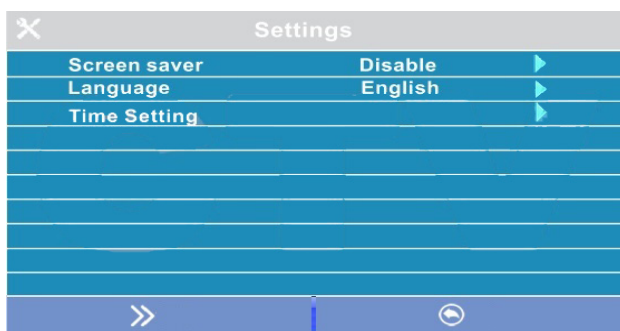 Settings
Screen saver Disable
Language English
Time Setting